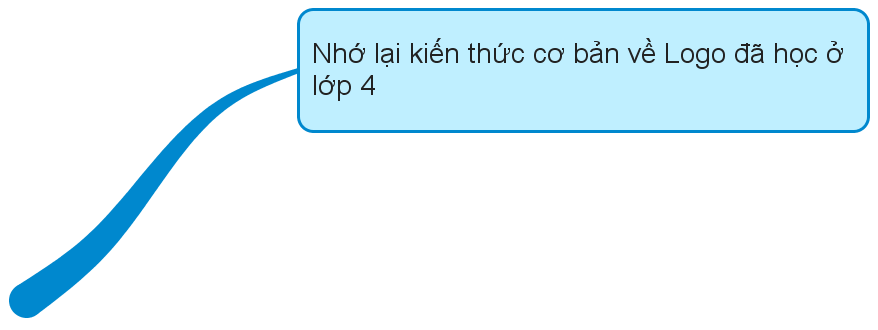 Nhớ lại kiến thức cơ bản về Logo đã học ở
lớp 4